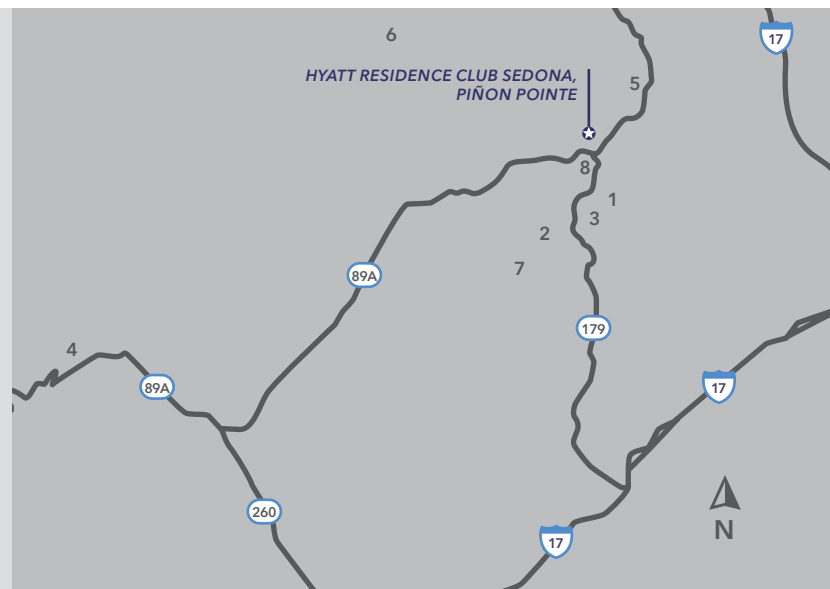 6
17
HYATT RESIDENCE CLUB SEDONA,
PIÑON POINTE
5
8
1
3
2
7
89A
179
4
89A
17
260
N
17